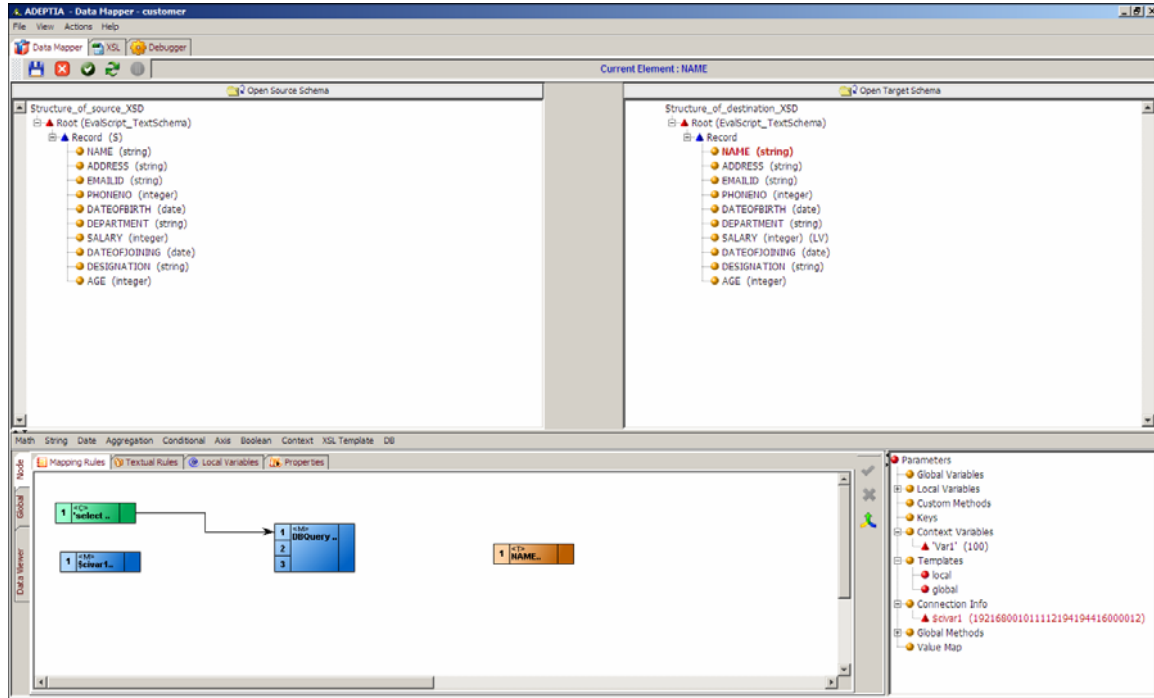 ADEPTIA - Data Mapper - customer
File View Actions Help
Data Mapper XSL Debugger
Current Element : NAME
Open Source Schema
Open Target Schema
Structure_of_source_XSD
Root (EvalScript_TextSchema)
Record (S)
NAME (string)
ADDRESS (string)
EMAILID (string)
PHONENO (integer)
DATEOFBIRTH (date)
DEPARTMENT (string)
SALARY (integer)
DATEOFJOINING (date)
DESIGNATION (string)
AGE (integer)
Structure_of_destination_XSD
Root (EvalScript_TextSchema)
Record
NAME (string)
ADDRESS (string)
EMAILID (string)
PHONENO (integer)
DATEOFBIRTH (date)
DEPARTMENT (string)
SALARY (integer) (LV)
DATEOFJOINING (date)
DESIGNATION (string)
AGE (integer)
Math String Date Aggregation Conditional Axis Boolean Context XSL Template DB
Node
Global
Data Viewer
Mapping Rules Textual Rules Local Variables Properties
1 <C>
'select ..
1 <M>
$civar1..
1 <M>
DBQuery ..
2
3
1 <T>
NAME..
Parameters
Global Variables
Local Variables
Custom Methods
Keys
Context Variables
'Var1' (100)
Templates
local
global
Connection Info
$civar1 (192168001011112194194416000012)
Global Methods
Value Map